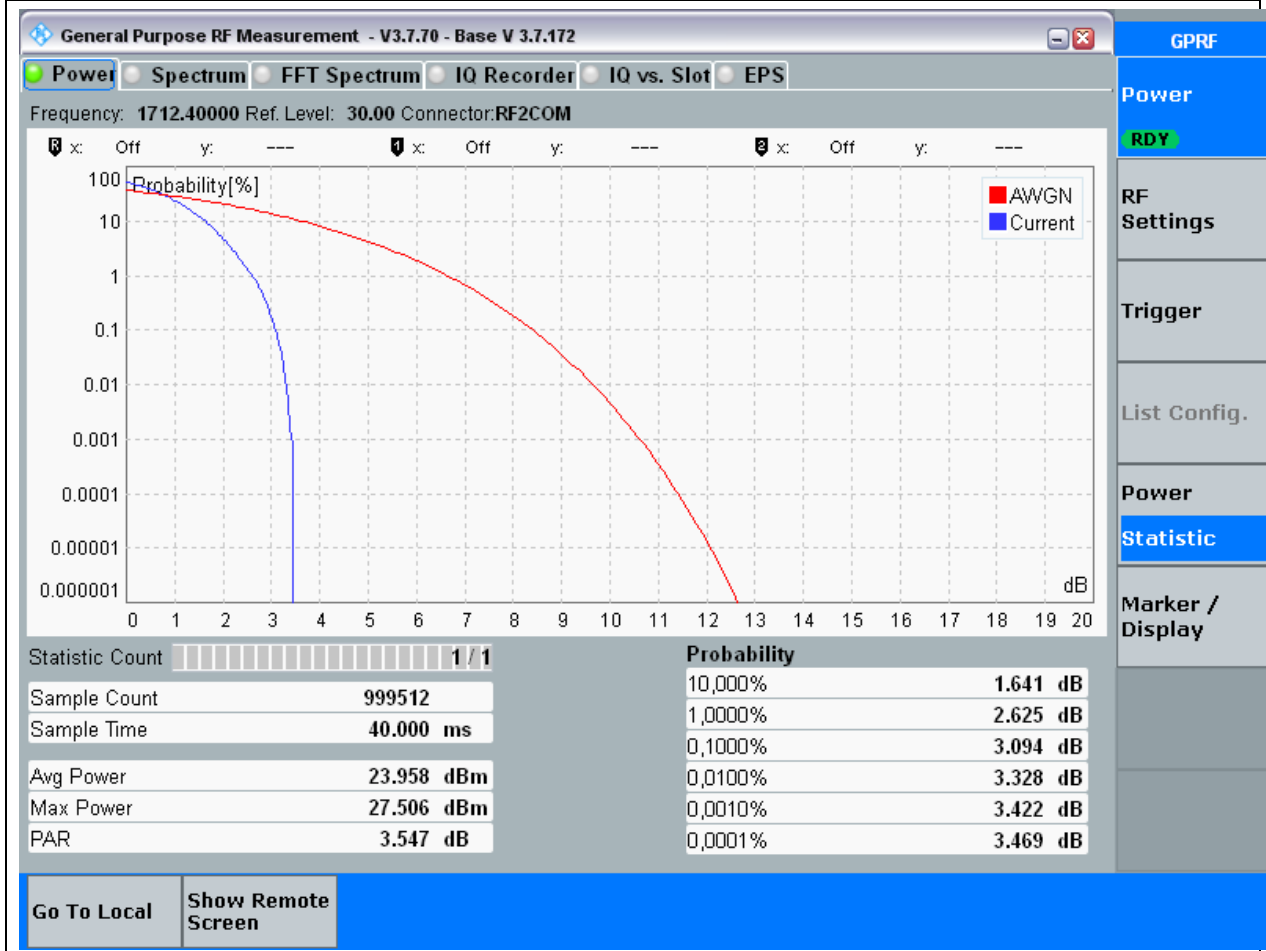 General Purpose RF Measurement - V3.7.70 - Base V 3.7.172
GPRF
Power Spectrum FFT Spectrum IQ Recorder IQ vs. Slot EPS
Frequency: 1712.40000 Ref. Level: 30.00 Connector:RF2COM
R x: Off y: --- 1 x: Off y: --- 2 x: Off y: ---
Probability[%]
AWGN
Current
100
10
1
0.1
0.01
0.001
0.0001
0.00001
0.000001
dB
0 1 2 3 4 5 6 7 8 9 10 11 12 13 14 15 16 17 18 19 20
Statistic Count 1 / 1
Sample Count 999512
Sample Time 40.000 ms
Avg Power 23.958 dBm
Max Power 27.506 dBm
PAR 3.547 dB
Probability
10,000% 1.641 dB
1,0000% 2.625 dB
0,1000% 3.094 dB
0,0100% 3.328 dB
0,0010% 3.422 dB
0,0001% 3.469 dB
Power
RDY
RF
Settings
Trigger
List Config.
Power
Statistic
Marker /
Display
Go To Local
Show Remote
Screen